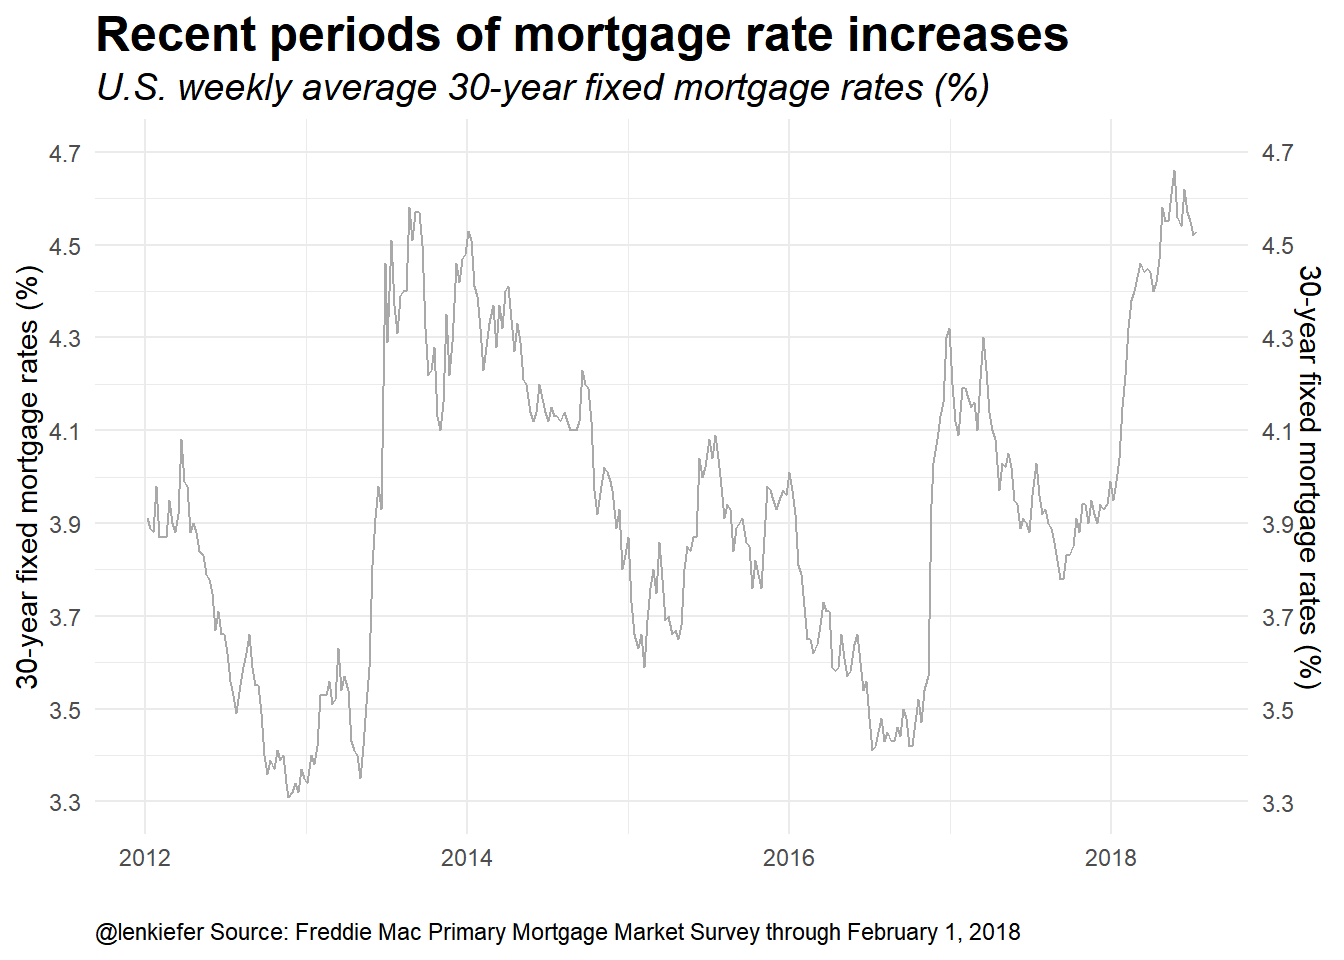 Recent periods of mortgage rate increases
U.S. weekly average 30-year fixed mortgage rates (%)
30-year fixed mortgage rates (%)
4.7
4.5
4.3
4.1
3.9
3.7
3.5
3.3
4.7
4.5
4.3
4.1
3.9
3.7
3.5
3.3
30-year fixed mortgage rates (%)
2012 2014 2016 2018
@lenkiefer Source: Freddie Mac Primary Mortgage Market Survey through February 1, 2018